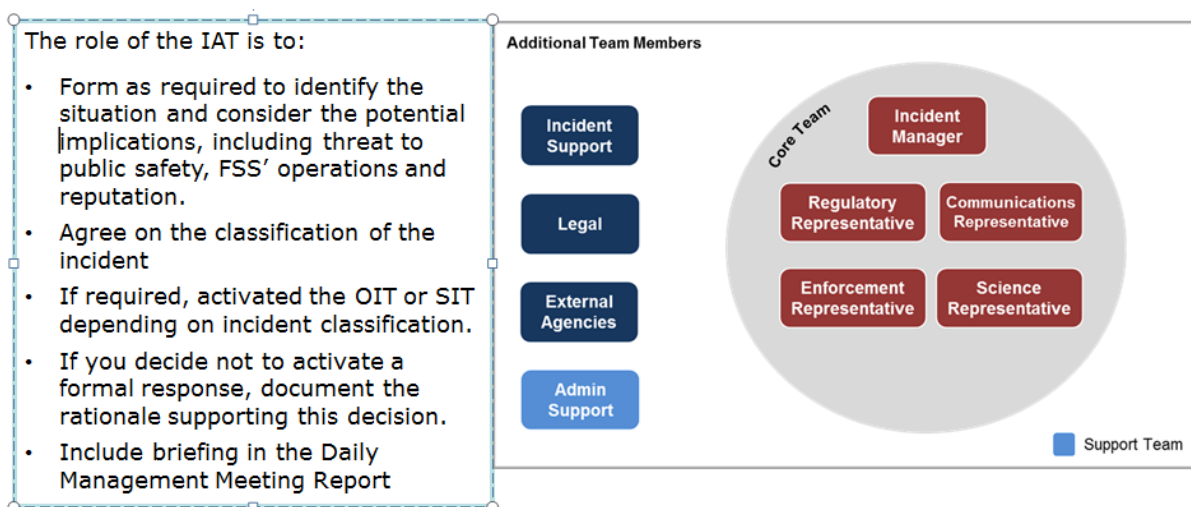 The role of the IAT is to:
• Form as required to identify the
situation and consider the potential
implications, including threat to
public safety, FSS’ operations and
reputation.
• Agree on the classification of the
incident
• If required, activated the OIT or SIT
depending on incident classification.
• If you decide not to activate a
formal response, document the
rationale supporting this decision.
• Include briefing in the Daily
Management Meeting Report
Additional Team Members
Incident
Support
Legal
External
Agencies
Admin
Support
Core Team
Incident
Manager
Regulatory
Representative
Communications
Representative
Enforcement
Representative
Science
Representative
Support Team